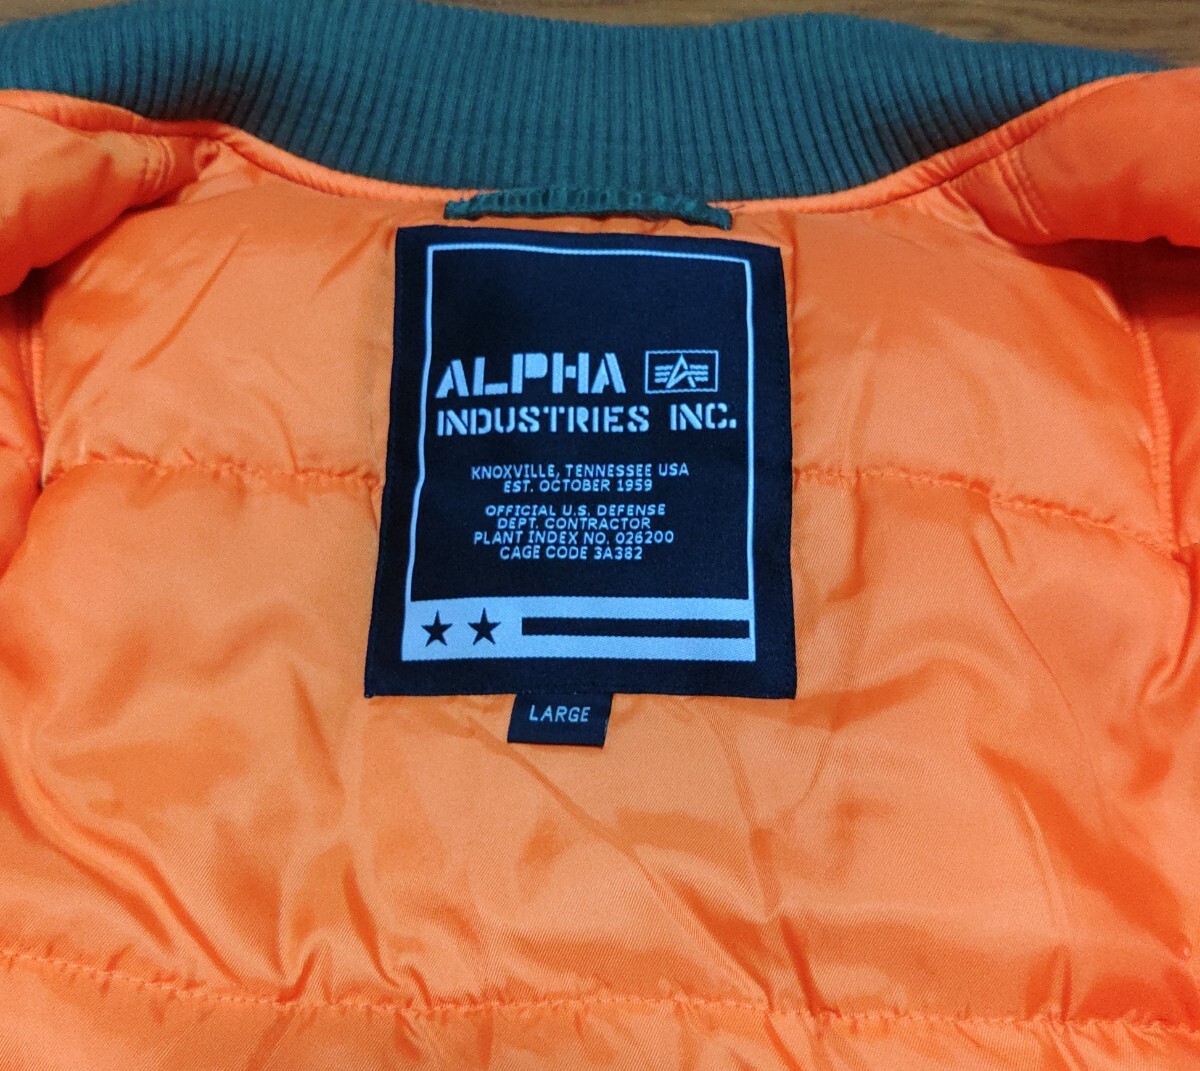 ALPHA
INDUSTRIES INC.
KNOXVILLE, TENNESSEE USA
EST. OCTOBER 1959
OFFICIAL U.S. DEFENSE
DEPT. CONTRACTOR
PLANT INDEX NO. 026200
CAGE CODE 3A382
LARGE